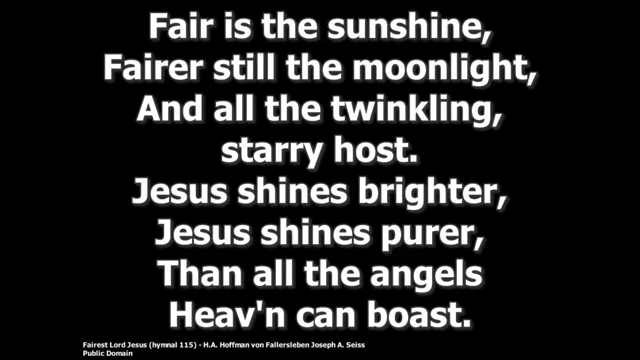 Fair is the sunshine,
Fairer still the moonlight,
And all the twinkling,
starry host.
Jesus shines brighter,
Jesus shines purer,
Than all the angels
Heav'n can boast.
Fairest Lord Jesus (hymnal 115) - H.A. Hoffman von Fallersleben Joseph A. Seiss
Public Domain